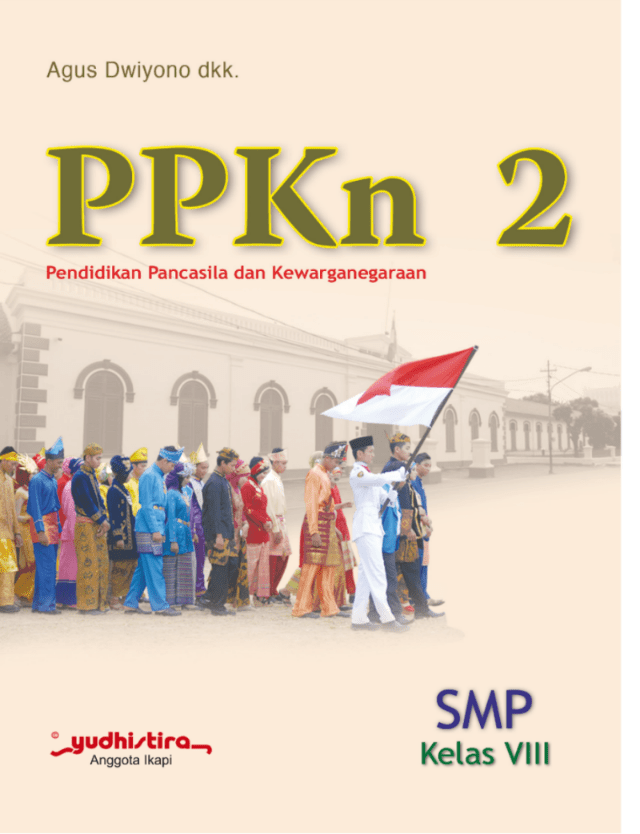 Agus Dwiyono dkk.
PPKn 2
Pendidikan Pancasila dan Kewarganegaraan
SMP
Kelas VIII
© yudhistira
Anggota Ikapi